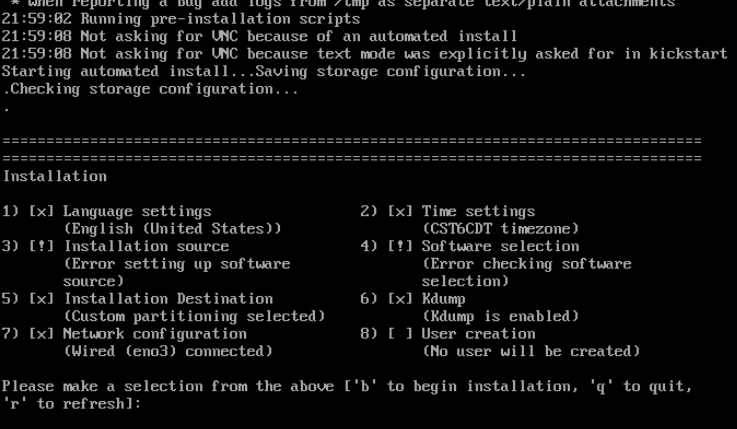 * when reporting a bug add logs from /tmp as separate text/plain attachments
21:59:02 Running pre-installation scripts
21:59:08 Not asking for VNC because of an automated install
21:59:08 Not asking for VNC because text mode was explicitly asked for in kickstart
Starting automated install...Saving storage configuration...
.Checking storage configuration...
.
================================================================================
================================================================================
Installation
1) [x] Language settings 2) [x] Time settings
(English (United States)) (CST6CDT timezone)
3) [!] Installation source 4) [!] Software selection
(Error setting up software (Error checking software
source) selection)
5) [x] Installation Destination 6) [x] Kdump
(Custom partitioning selected) (Kdump is enabled)
7) [x] Network configuration 8) [ ] User creation
(Wired (eno3) connected) (No user will be created)
Please make a selection from the above ['b' to begin installation, 'q' to quit,
'r' to refresh]: